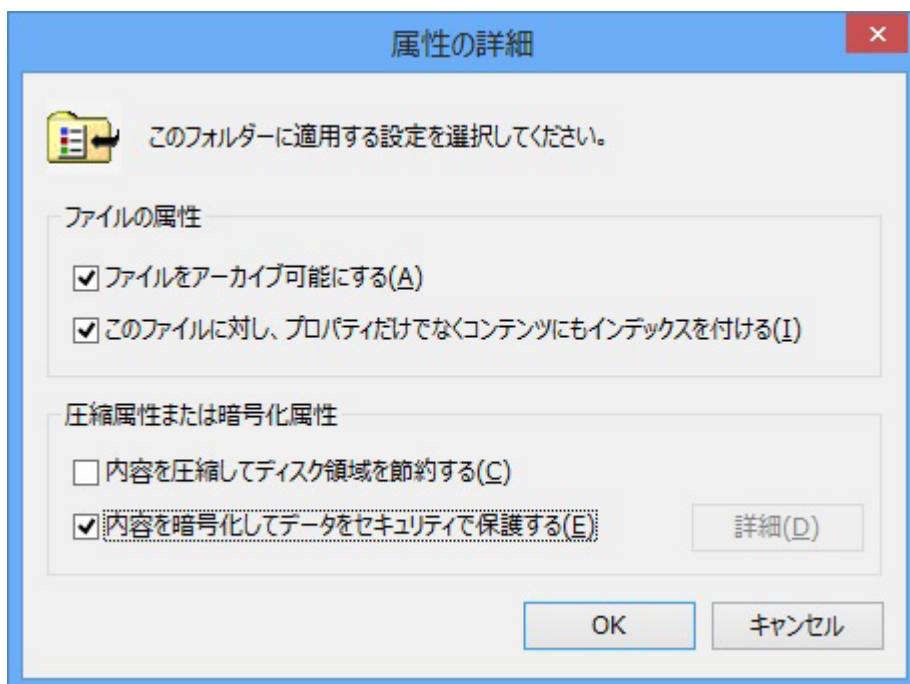 属性の詳細
このフォルダーに適用する設定を選択してください。
ファイルの属性
ファイルをアーカイブ可能にする(A)
このファイルに対し、プロパティだけでなくコンテンツにもインデックスを付ける(I)
圧縮属性または暗号化属性
内容を圧縮してディスク領域を節約する(C)
内容を暗号化してデータをセキュリティで保護する(E)
詳細(D)
OK
キャンセル